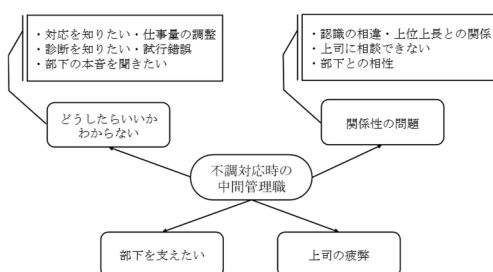 ・対応を知りたい・仕事量の調整
・診断を知りたい・試行錯誤
・部下の本音を聞きたい
・認識の相違・上位上長との関係
・上司に相談できない
・部下との相性
どうしたらいいか
わからない
関係性の問題
不調対応時の
中間管理職
部下を支えたい
上司の疲弊